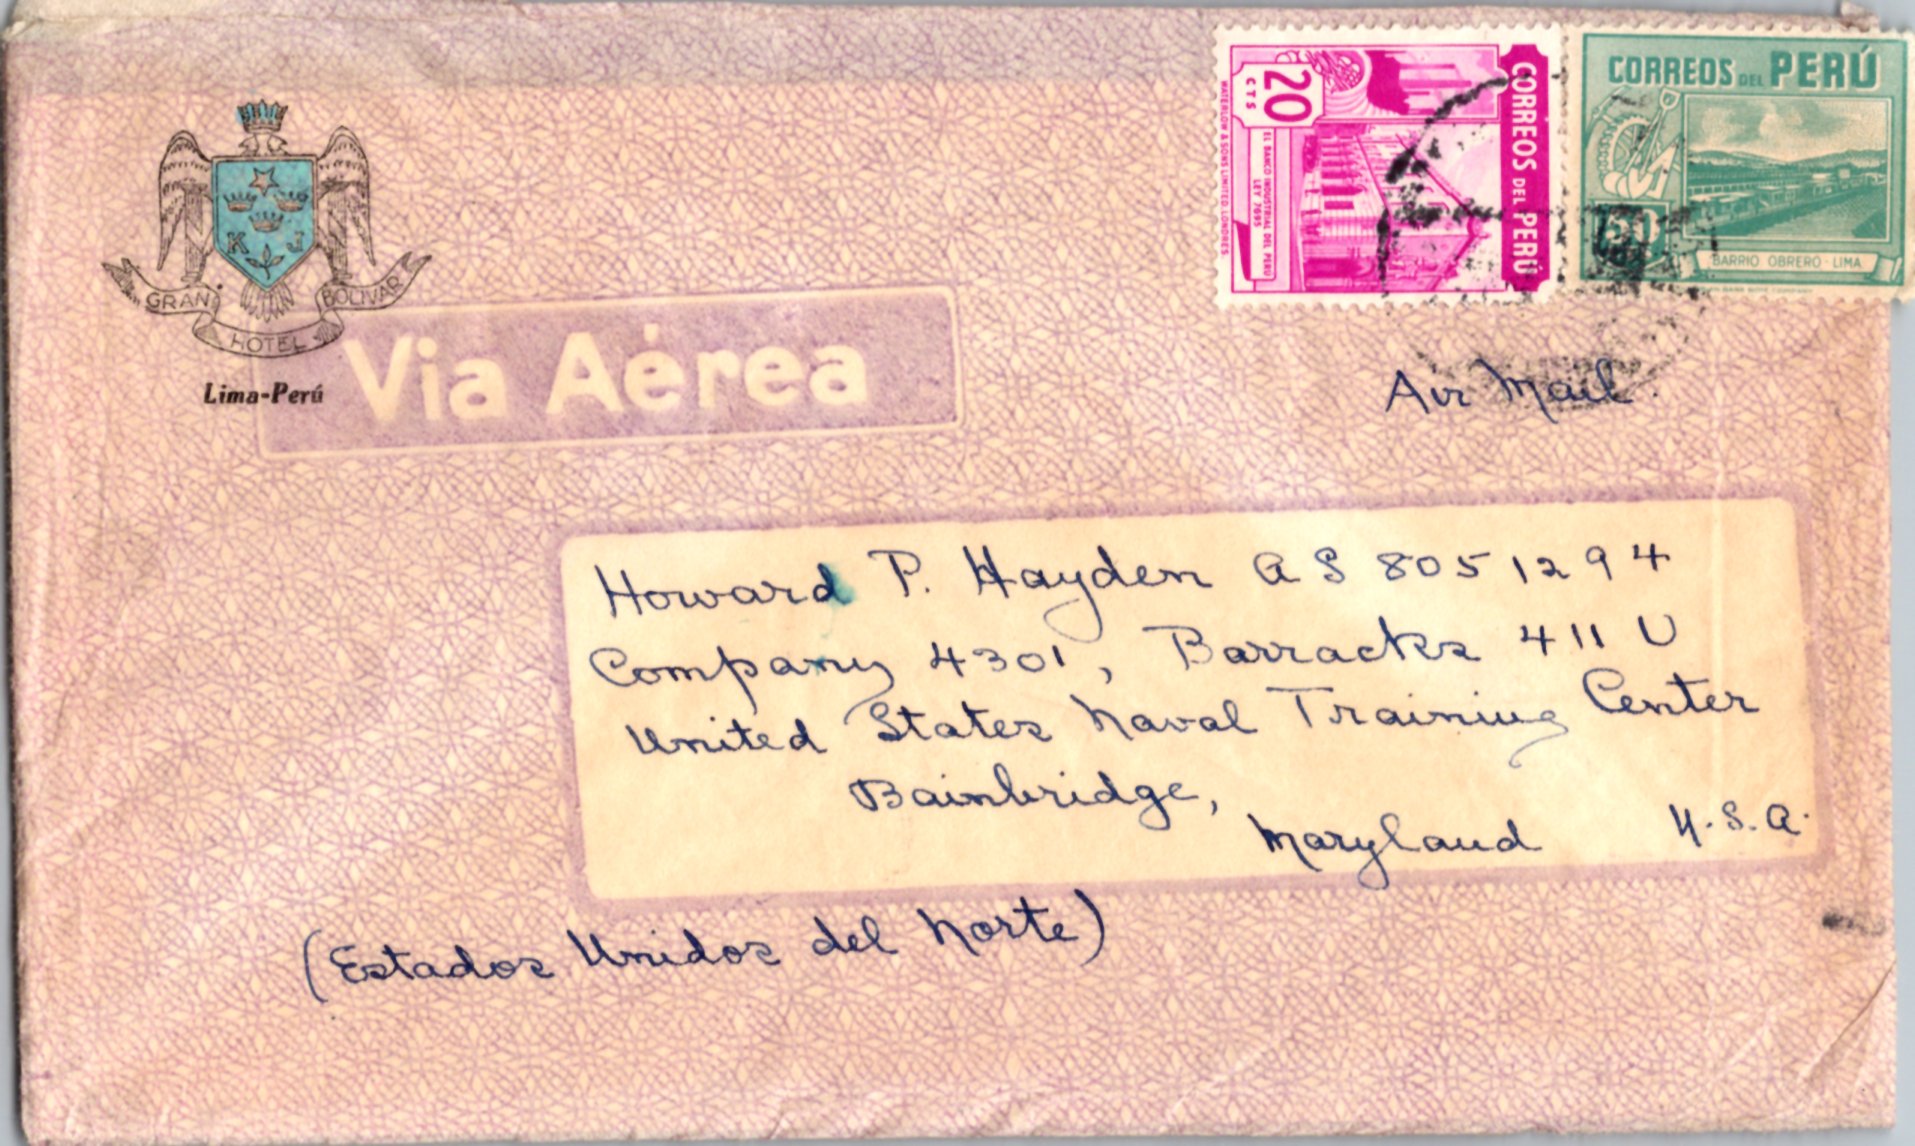 K J
GRAN
HOTEL
BOLIVAR
Lima-Perú
Via Aérea
CORREOS DEL PERÚ
20
CTS
EL BANCO INDUSTRIAL DEL PERU
LEY 7695
WATERLOW & SONS LIMITED. LONDRES.
CORREOS DEL PERÚ
BARRIO OBRERO - LIMA
Air Mail.
Howard P. Hayden AS 8051294
Company 4301, Barracks 411 U
United States Naval Training Center
Bainbridge,
Maryland U.S.A.
(Estados Unidos del Norte)